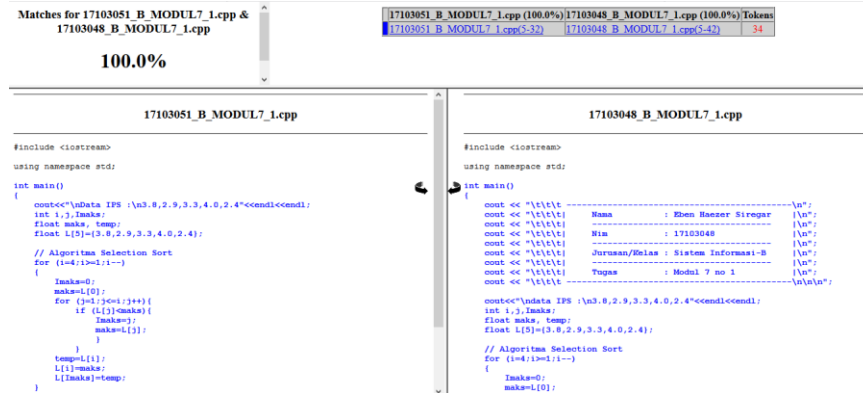 Matches for 17103051_B_MODUL7_1.cpp &
17103048_B_MODUL7_1.cpp
100.0%
17103051_B_MODUL7_1.cpp (100.0%) 17103048_B_MODUL7_1.cpp (100.0%) Tokens
17103051_B_MODUL7_1.cpp(5-32) 17103048_B_MODUL7_1.cpp(5-42) 34
17103051_B_MODUL7_1.cpp
#include <iostream>
using namespace std;
int main()
{
cout<<"\nData IPS :\n3.8,2.9,3.3,4.0,2.4"<<endl<<endl;
int i,j,Imaks;
float maks, temp;
float L[5]={3.8,2.9,3.3,4.0,2.4};
// Algoritma Selection Sort
for (i=4;i>=1;i--)
{
Imaks=0;
maks=L[0];
for (j=1;j<=i;j++){
if (L[j]<maks){
Imaks=j;
maks=L[j];
}
}
temp=L[i];
L[i]=maks;
L[Imaks]=temp;
}
17103048_B_MODUL7_1.cpp
#include <iostream>
using namespace std;
int main()
{
cout << "\t\t\t ------------------------------------------\n";
cout << "\t\t\t| Nama : Eben Haezer Siregar |\n";
cout << "\t\t\t| ---------------------------------- |\n";
cout << "\t\t\t| Nim : 17103048 |\n";
cout << "\t\t\t| ---------------------------------- |\n";
cout << "\t\t\t| Jurusan/Kelas : Sistem Informasi-B |\n";
cout << "\t\t\t| ---------------------------------- |\n";
cout << "\t\t\t| Tugas : Modul 7 no 1 |\n";
cout << "\t\t\t ------------------------------------------\n\n\n";
cout<<"\ndata IPS :\n3.8,2.9,3.3,4.0,2.4"<<endl<<endl;
int i,j,Imaks;
float maks, temp;
float L[5]={3.8,2.9,3.3,4.0,2.4};
// Algoritma Selection Sort
for (i=4;i>=1;i--)
{
Imaks=0;
maks=L[0];